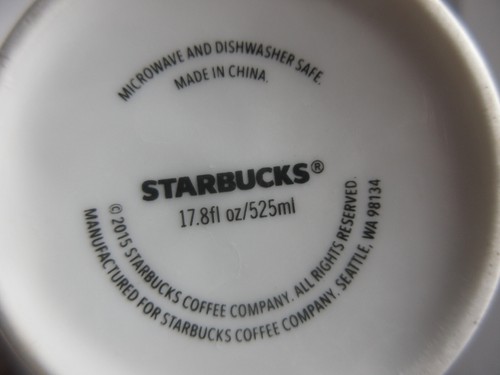 MICROWAVE AND DISHWASHER SAFE.
MADE IN CHINA.
STARBUCKS®
17.8fl oz/525ml
© 2015 STARBUCKS COFFEE COMPANY. ALL RIGHTS RESERVED.
MANUFACTURED FOR STARBUCKS COFFEE COMPANY. SEATTLE, WA 98134